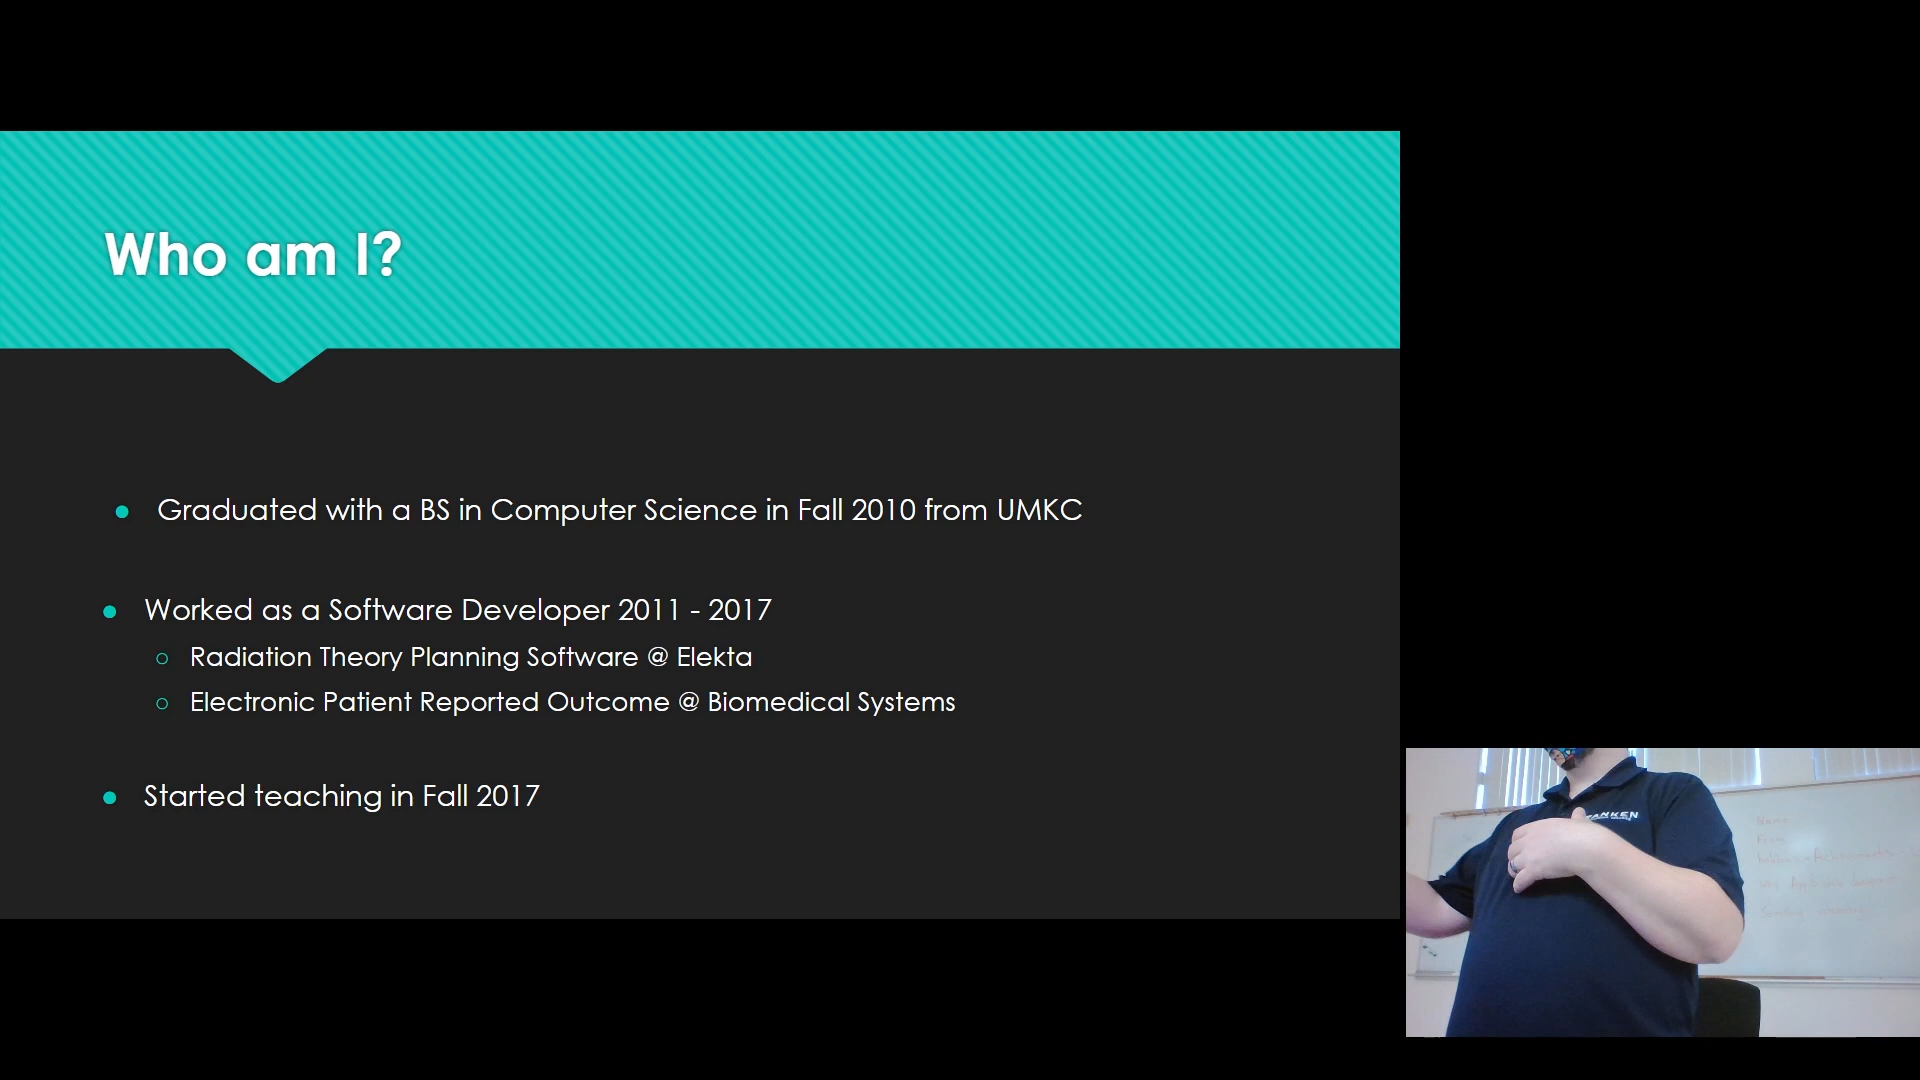 Who am I?
Graduated with a BS in Computer Science in Fall 2010 from UMKC
Worked as a Software Developer 2011 - 2017
Radiation Theory Planning Software @ Elekta
Electronic Patient Reported Outcome @ Biomedical Systems
Started teaching in Fall 2017